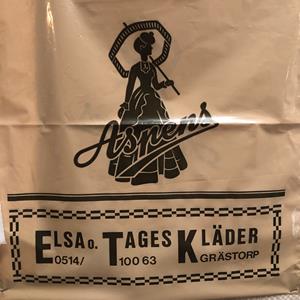 Aspens
ELSA o. TAGES KLÄDER
0514/ 100 63 GRÄSTORP